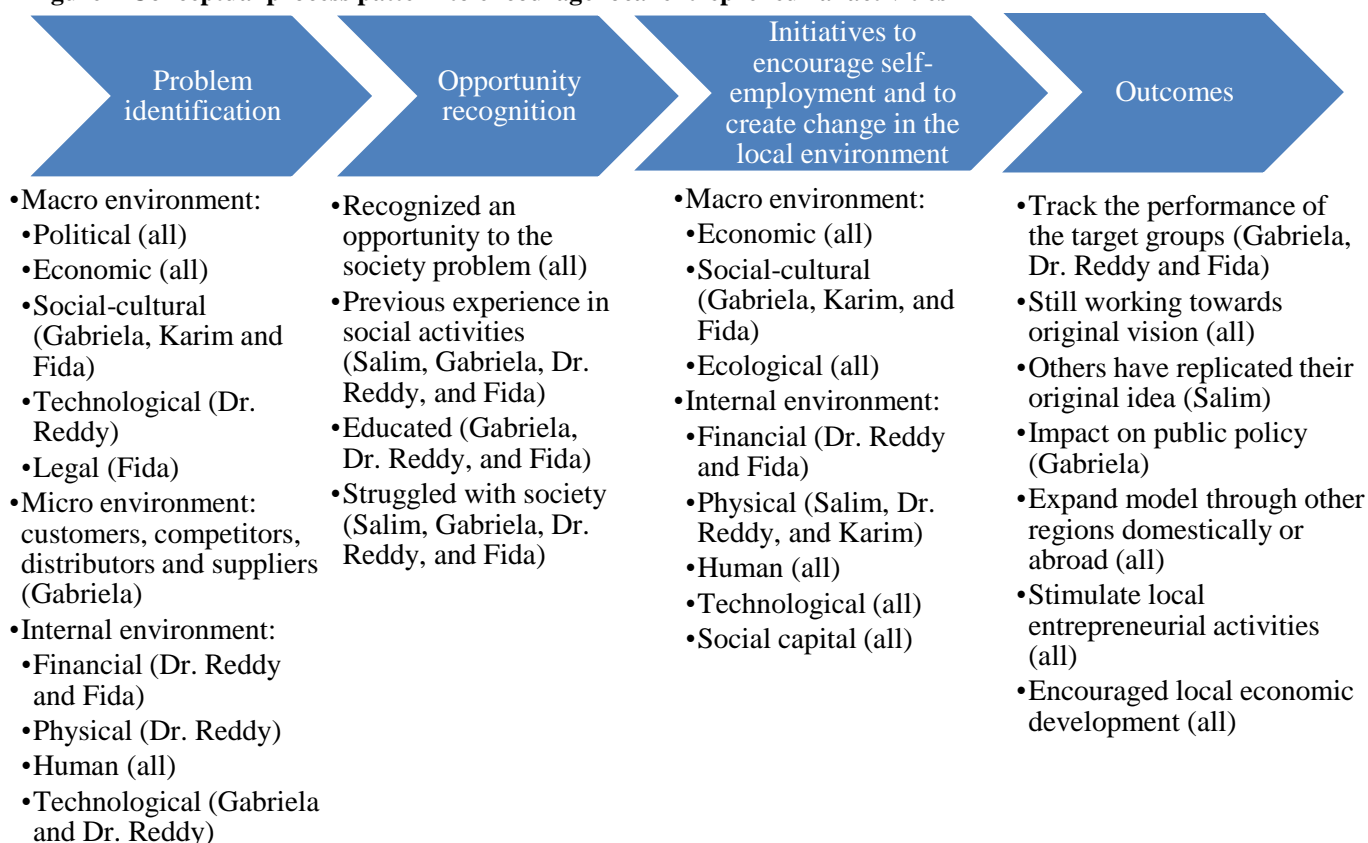 Problem
identification
Opportunity
recognition
Initiatives to
encourage self-
employment and to
create change in the
local environment
Outcomes
•Macro environment:
•Political (all)
•Economic (all)
•Social-cultural
(Gabriela, Karim and
Fida)
•Technological (Dr.
Reddy)
•Legal (Fida)
•Micro environment:
customers, competitors,
distributors and suppliers
(Gabriela)
•Internal environment:
•Financial (Dr. Reddy
and Fida)
•Physical (Dr. Reddy)
•Human (all)
•Technological (Gabriela
and Dr. Reddy)
•Recognized an
opportunity to the
society problem (all)
•Previous experience in
social activities
(Salim, Gabriela, Dr.
Reddy, and Fida)
•Educated (Gabriela,
Dr. Reddy, and Fida)
•Struggled with society
(Salim, Gabriela, Dr.
Reddy, and Fida)
•Macro environment:
•Economic (all)
•Social-cultural
(Gabriela, Karim, and
Fida)
•Ecological (all)
•Internal environment:
•Financial (Dr. Reddy
and Fida)
•Physical (Salim, Dr.
Reddy, and Karim)
•Human (all)
•Technological (all)
•Social capital (all)
•Track the performance of
the target groups (Gabriela,
Dr. Reddy and Fida)
•Still working towards
original vision (all)
•Others have replicated their
original idea (Salim)
•Impact on public policy
(Gabriela)
•Expand model through other
regions domestically or
abroad (all)
•Stimulate local
entrepreneurial activities
(all)
•Encouraged local economic
development (all)